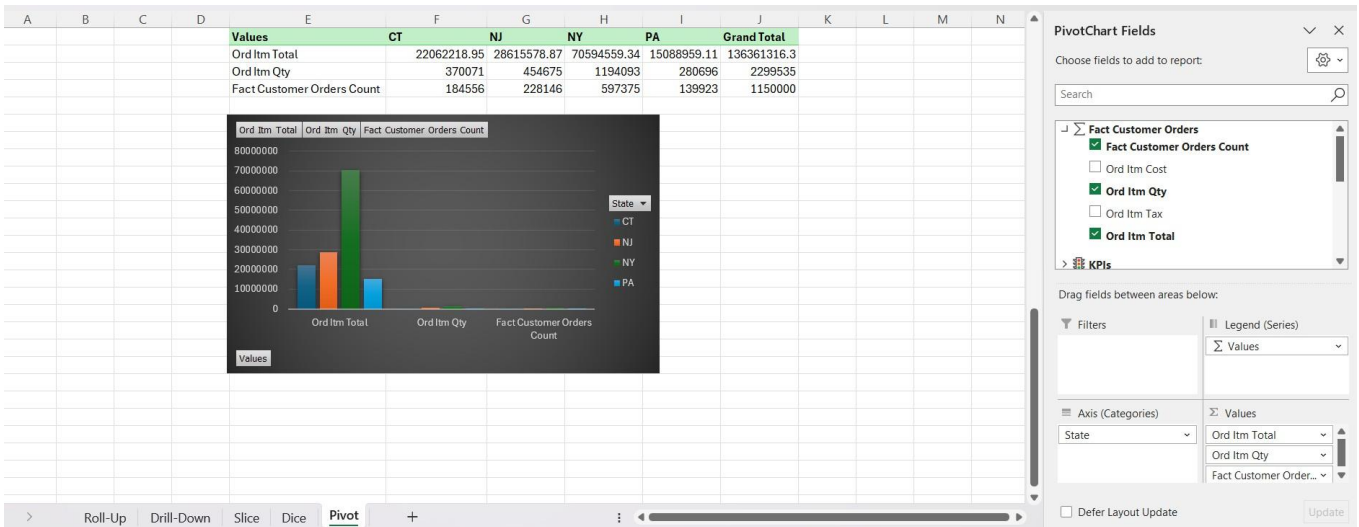 A B C D E F G H I J K L M N
Values CT NJ NY PA Grand Total
Ord Itm Total 22062218.95 28615578.87 70594559.34 15088959.11 136361316.3
Ord Itm Qty 370071 454675 1194093 280696 2299535
Fact Customer Orders Count 184556 228146 597375 139923 1150000
Ord Itm Total Ord Itm Qty Fact Customer Orders Count
80000000
70000000
60000000
50000000
40000000
30000000
20000000
10000000
0
Ord Itm Total Ord Itm Qty Fact Customer Orders
Count
State
CT
NJ
NY
PA
Values
Roll-Up Drill-Down Slice Dice Pivot
PivotChart Fields
Choose fields to add to report:
Search
Σ Fact Customer Orders
Fact Customer Orders Count
Ord Itm Cost
Ord Itm Qty
Ord Itm Tax
Ord Itm Total
KPIs
Drag fields between areas below:
Filters
Legend (Series)
Σ Values
Axis (Categories)
State
Σ Values
Ord Itm Total
Ord Itm Qty
Fact Customer Order...
Defer Layout Update
Update